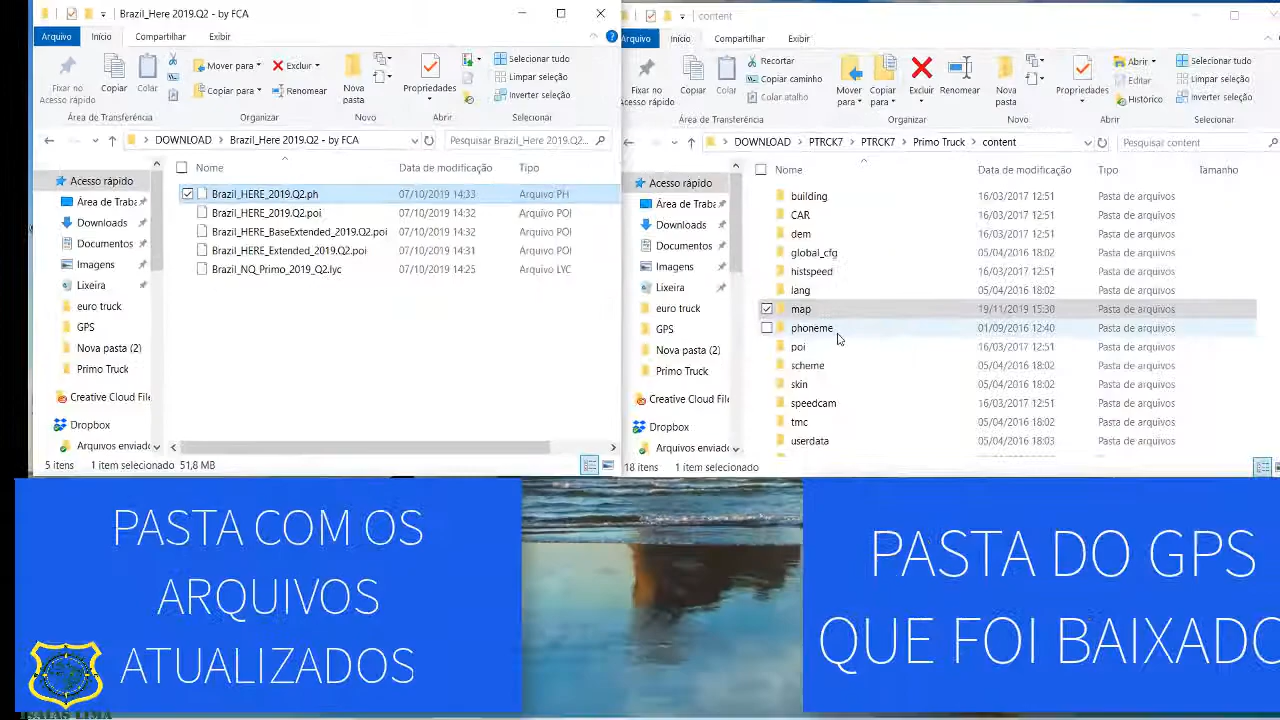 Brazil_Here 2019.Q2 - by FCA
Arquivo Início Compartilhar Exibir
Fixar no Acesso rápido
Copiar
Colar
Mover para
Copiar para
Excluir
Renomear
Nova pasta
Propriedades
Selecionar tudo
Limpar seleção
Inverter seleção
Área de Transferência Organizar Novo Abrir Selecionar
DOWNLOAD > Brazil_Here 2019.Q2 - by FCA
Pesquisar Brazil_Here 2019.Q2...
Nome Data de modificação Tipo
Brazil_HERE_2019.Q2.ph 07/10/2019 14:33 Arquivo PH
Brazil_HERE_2019.Q2.poi 07/10/2019 14:32 Arquivo POI
Brazil_HERE_BaseExtended_2019.Q2.poi 07/10/2019 14:32 Arquivo POI
Brazil_HERE_Extended_2019.Q2.poi 07/10/2019 14:31 Arquivo POI
Brazil_NQ_Primo_2019_Q2.lyc 07/10/2019 14:25 Arquivo LYC
Acesso rápido
Área de Traba
Downloads
Documentos
Imagens
Lixeira
euro truck
GPS
Nova pasta (2)
Primo Truck
Creative Cloud File
Dropbox
Arquivos enviado
5 itens 1 item selecionado 51,8 MB
content
Arquivo Início Compartilhar Exibir
Fixar no Acesso rápido
Copiar
Colar
Recortar
Copiar caminho
Colar atalho
Mover para
Copiar para
Excluir
Renomear
Nova pasta
Propriedades
Abrir
Editar
Histórico
Selecionar tudo
Limpar seleção
Inverter seleção
Área de Transferência Organizar Novo Abrir Selecionar
DOWNLOAD > PTRCK7 > PTRCK7 > Primo Truck > content
Pesquisar content
Nome Data de modificação Tipo Tamanho
building 16/03/2017 12:51 Pasta de arquivos
CAR 16/03/2017 12:51 Pasta de arquivos
dem 16/03/2017 12:51 Pasta de arquivos
global_cfg 05/04/2016 18:02 Pasta de arquivos
histspeed 16/03/2017 12:51 Pasta de arquivos
lang 05/04/2016 18:02 Pasta de arquivos
map 19/11/2019 15:30 Pasta de arquivos
phoneme 01/09/2016 12:40 Pasta de arquivos
poi 16/03/2017 12:51 Pasta de arquivos
scheme 05/04/2016 18:02 Pasta de arquivos
skin 05/04/2016 18:02 Pasta de arquivos
speedcam 16/03/2017 12:51 Pasta de arquivos
tmc 05/04/2016 18:02 Pasta de arquivos
userdata 05/04/2016 18:03 Pasta de arquivos
Acesso rápido
Área de Traba
Downloads
Documentos
Imagens
Lixeira
euro truck
GPS
Nova pasta (2)
Primo Truck
Creative Cloud File
Dropbox
Arquivos enviado
18 itens 1 item selecionado
PASTA COM OS
ARQUIVOS
ATUALIZADOS
PASTA DO GPS
QUE FOI BAIXADO